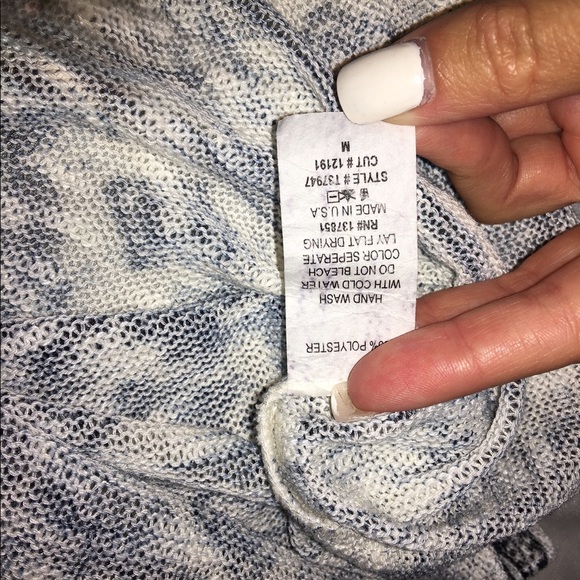 % POLYESTER
HAND WASH
WITH COLD WATER
DO NOT BLEACH
COLOR SEPERATE
LAY FLAT DRYING
RN# 137851
MADE IN U.S.A
STYLE # T37947
CUT # 12191
M